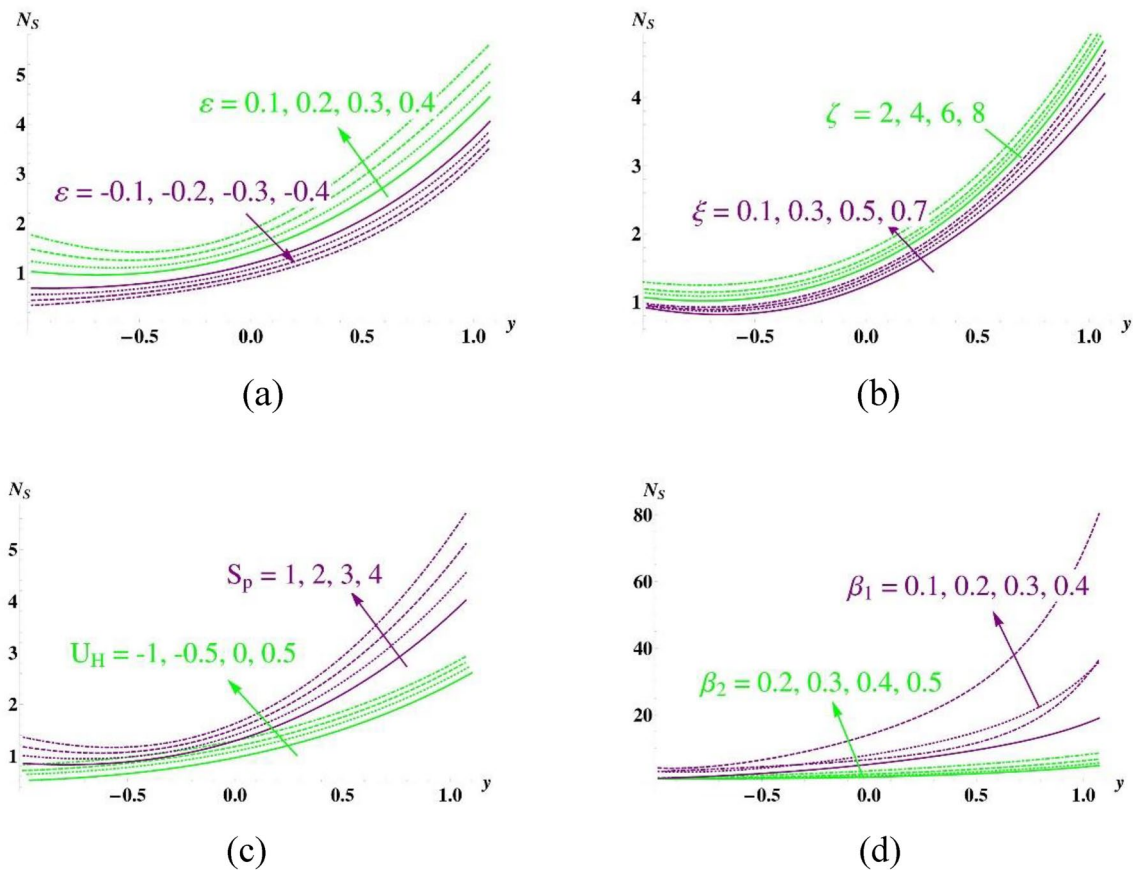 N_S
5
4
3
2
1
ε = 0.1, 0.2, 0.3, 0.4
ε = -0.1, -0.2, -0.3, -0.4
−0.5 0.0 0.5 1.0 y
(a)
N_S
4
3
2
1
ζ = 2, 4, 6, 8
ξ = 0.1, 0.3, 0.5, 0.7
−0.5 0.0 0.5 1.0 y
(b)
N_S
5
4
3
2
1
S_p = 1, 2, 3, 4
U_H = -1, -0.5, 0, 0.5
−0.5 0.0 0.5 1.0 y
(c)
N_S
80
60
40
20
β_1 = 0.1, 0.2, 0.3, 0.4
β_2 = 0.2, 0.3, 0.4, 0.5
−0.5 0.0 0.5 1.0 y
(d)